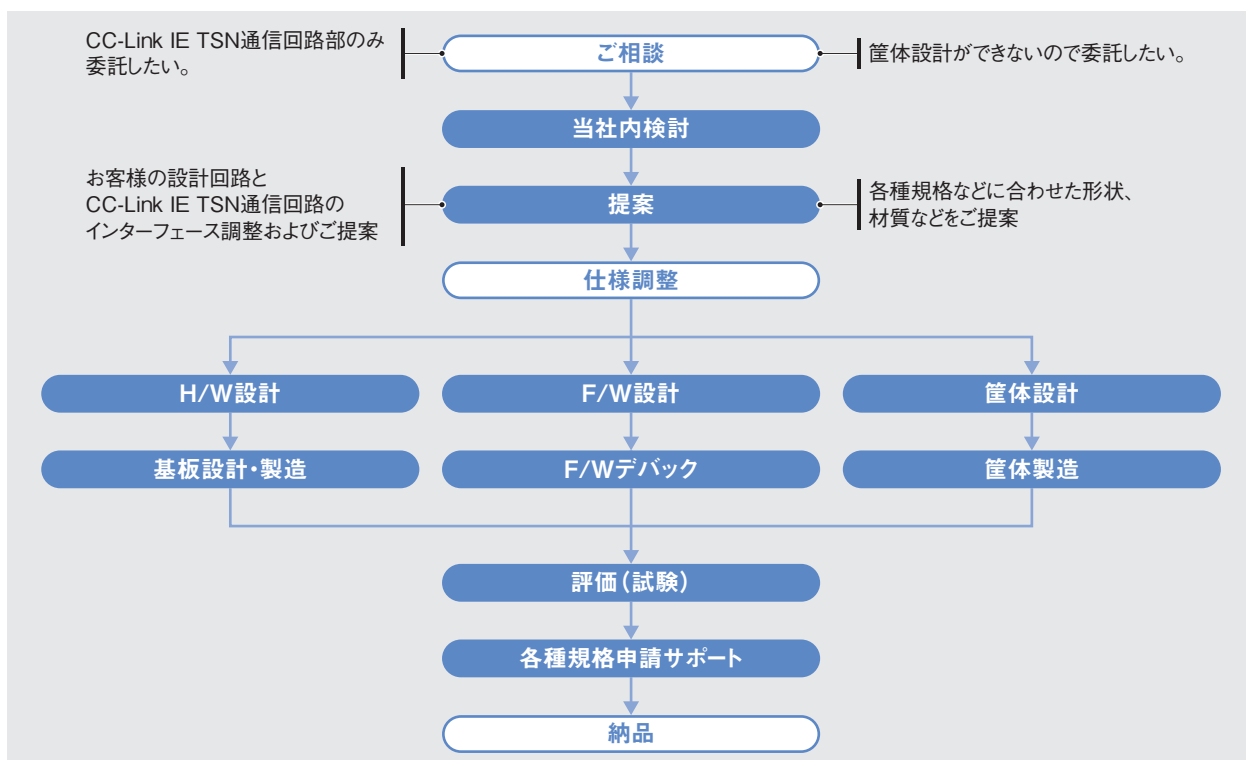 CC-Link IE TSN通信回路部のみ
委託したい。
ご相談
筐体設計ができないので委託したい。
当社内検討
お客様の設計回路と
CC-Link IE TSN通信回路の
インターフェース調整およびご提案
提案
各種規格などに合わせた形状、
材質などをご提案
仕様調整
H/W設計
F/W設計
筐体設計
基板設計・製造
F/Wデバック
筐体製造
評価(試験)
各種規格申請サポート
納品